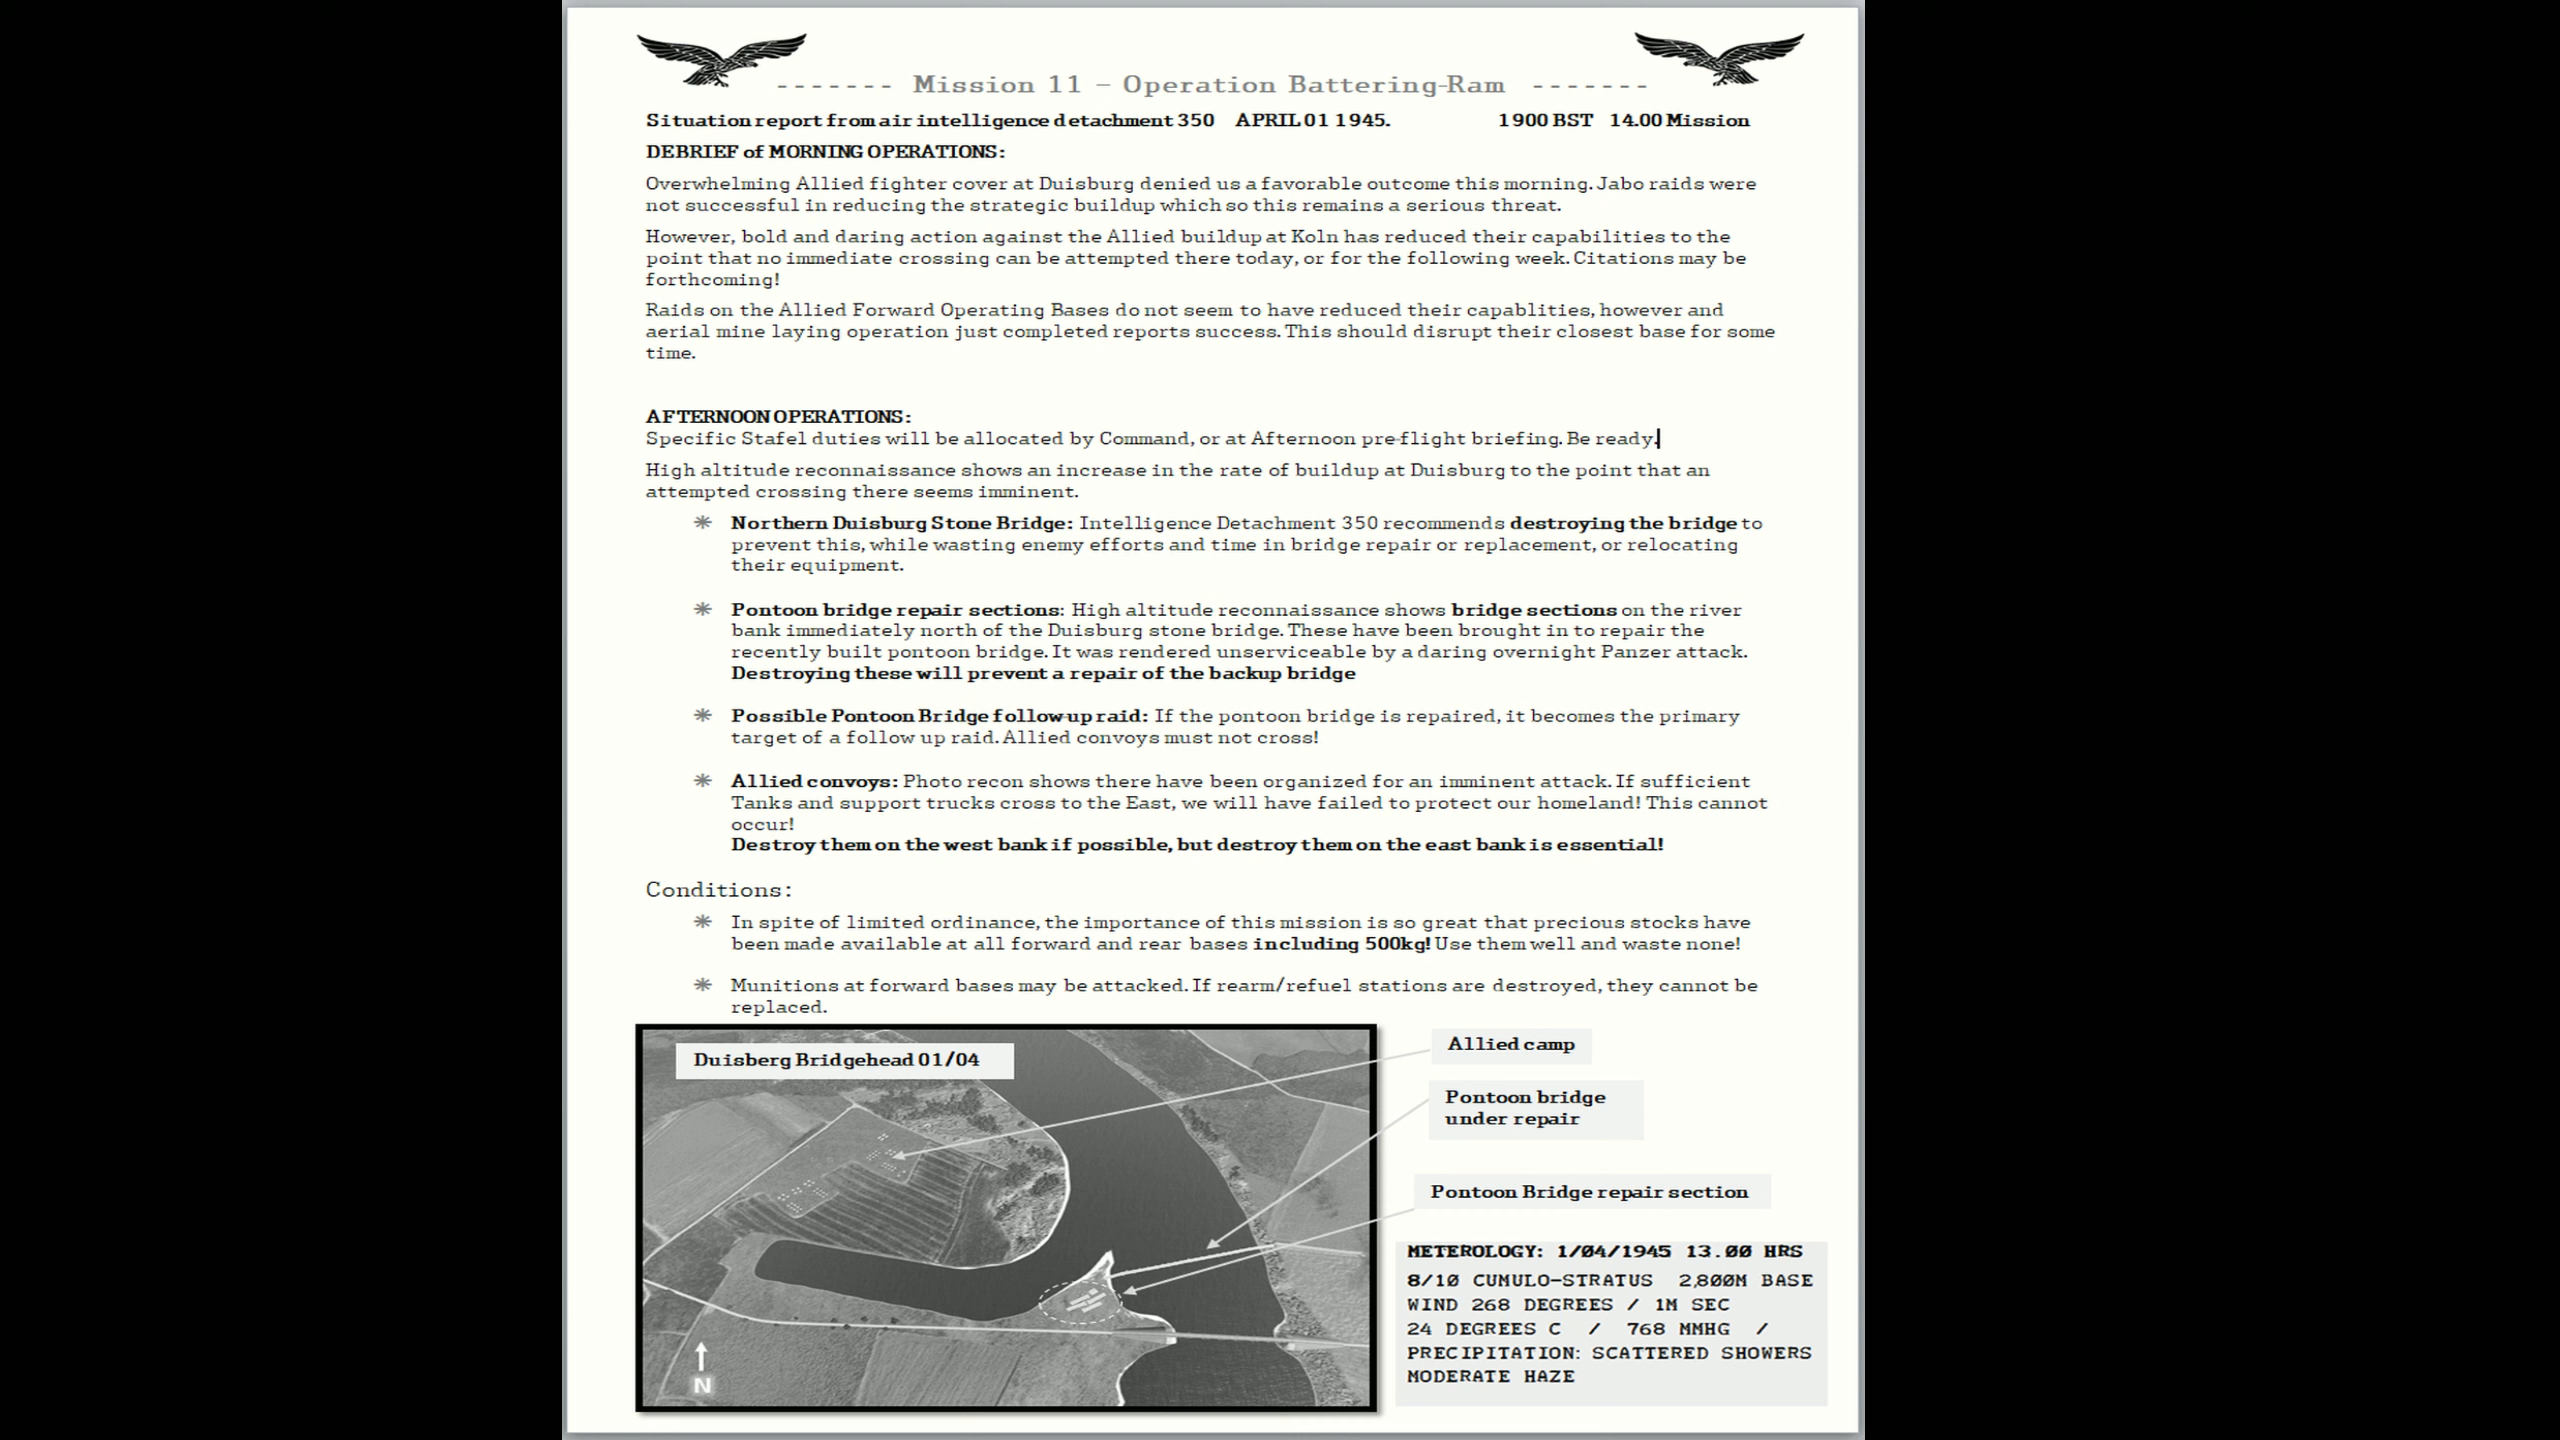 ------- Mission 11 – Operation Battering-Ram -------
Situation report from air intelligence detachment 350 APRIL 01 1945. 1900 BST 14.00 Mission
DEBRIEF of MORNING OPERATIONS:
Overwhelming Allied fighter cover at Duisburg denied us a favorable outcome this morning. Jabo raids were
not successful in reducing the strategic buildup which so this remains a serious threat.
However, bold and daring action against the Allied buildup at Koln has reduced their capabilities to the
point that no immediate crossing can be attempted there today, or for the following week. Citations may be
forthcoming!
Raids on the Allied Forward Operating Bases do not seem to have reduced their capablities, however and
aerial mine laying operation just completed reports success. This should disrupt their closest base for some
time.
AFTERNOON OPERATIONS:
Specific Stafel duties will be allocated by Command, or at Afternoon pre-flight briefing. Be ready.
High altitude reconnaissance shows an increase in the rate of buildup at Duisburg to the point that an
attempted crossing there seems imminent.
Northern Duisburg Stone Bridge: Intelligence Detachment 350 recommends destroying the bridge to
prevent this, while wasting enemy efforts and time in bridge repair or replacement, or relocating
their equipment.
Pontoon bridge repair sections: High altitude reconnaissance shows bridge sections on the river
bank immediately north of the Duisburg stone bridge. These have been brought in to repair the
recently built pontoon bridge. It was rendered unserviceable by a daring overnight Panzer attack.
Destroying these will prevent a repair of the backup bridge
Possible Pontoon Bridge follow-up raid: If the pontoon bridge is repaired, it becomes the primary
target of a follow up raid. Allied convoys must not cross!
Allied convoys: Photo recon shows there have been organized for an imminent attack. If sufficient
Tanks and support trucks cross to the East, we will have failed to protect our homeland! This cannot
occur!
Destroy them on the west bank if possible, but destroy them on the east bank is essential!
Conditions:
In spite of limited ordinance, the importance of this mission is so great that precious stocks have
been made available at all forward and rear bases including 500kg! Use them well and waste none!
Munitions at forward bases may be attacked. If rearm/refuel stations are destroyed, they cannot be
replaced.
Duisberg Bridgehead 01/04
Allied camp
Pontoon bridge
under repair
Pontoon Bridge repair section
N
METEROLOGY: 1/04/1945 13.00 HRS
8/10 CUMULO-STRATUS 2,800M BASE
WIND 268 DEGREES / 1M SEC
24 DEGREES C / 768 MMHG /
PRECIPITATION: SCATTERED SHOWERS
MODERATE HAZE